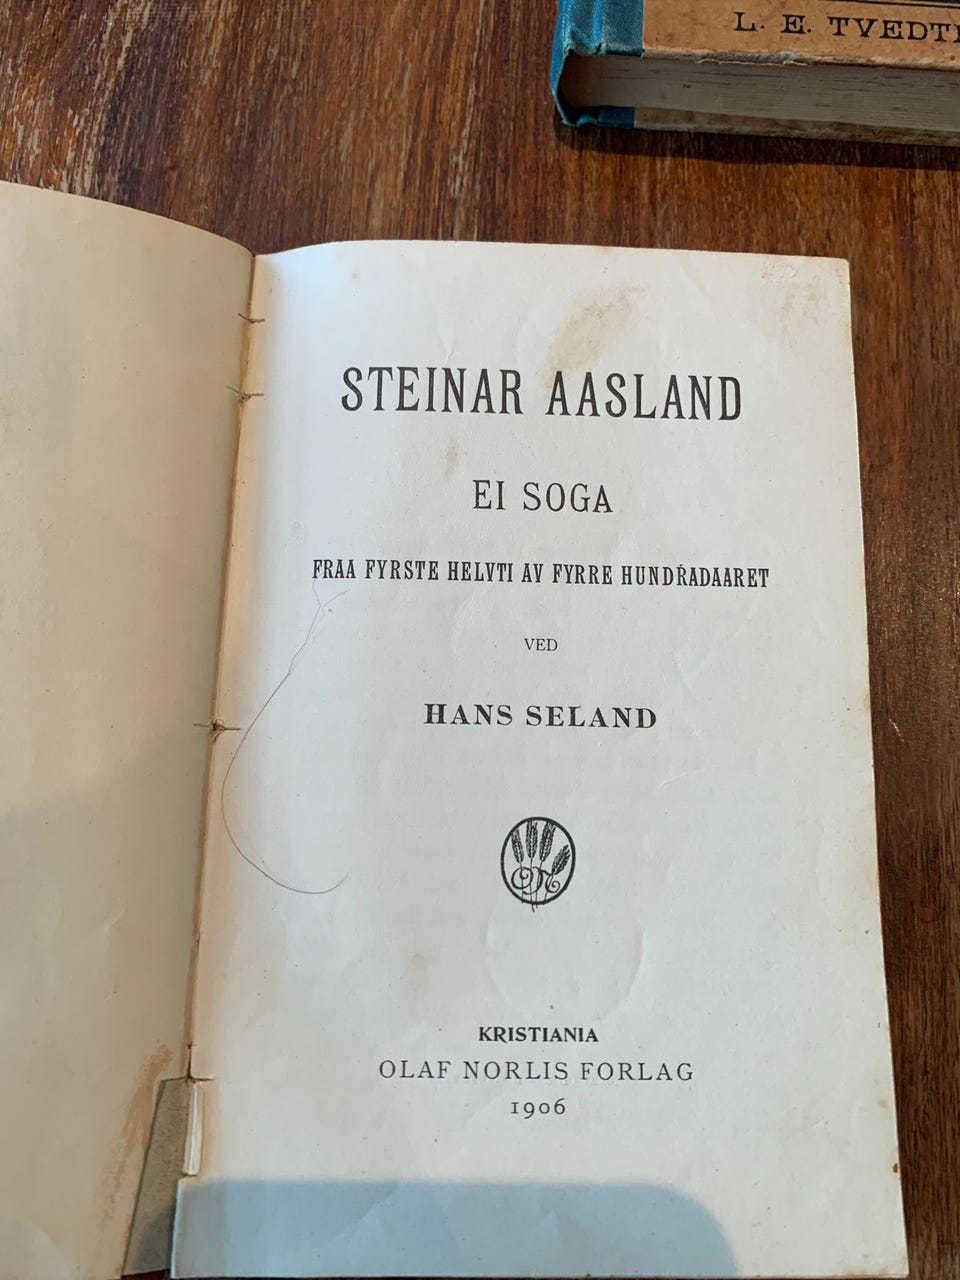 L. E. TVEDT
STEINAR AASLAND
EI SOGA
FRAA FYRSTE HELVTI AV FYRRE HUNDRADAARET
VED
HANS SELAND
KRISTIANIA
OLAF NORLIS FORLAG
1906